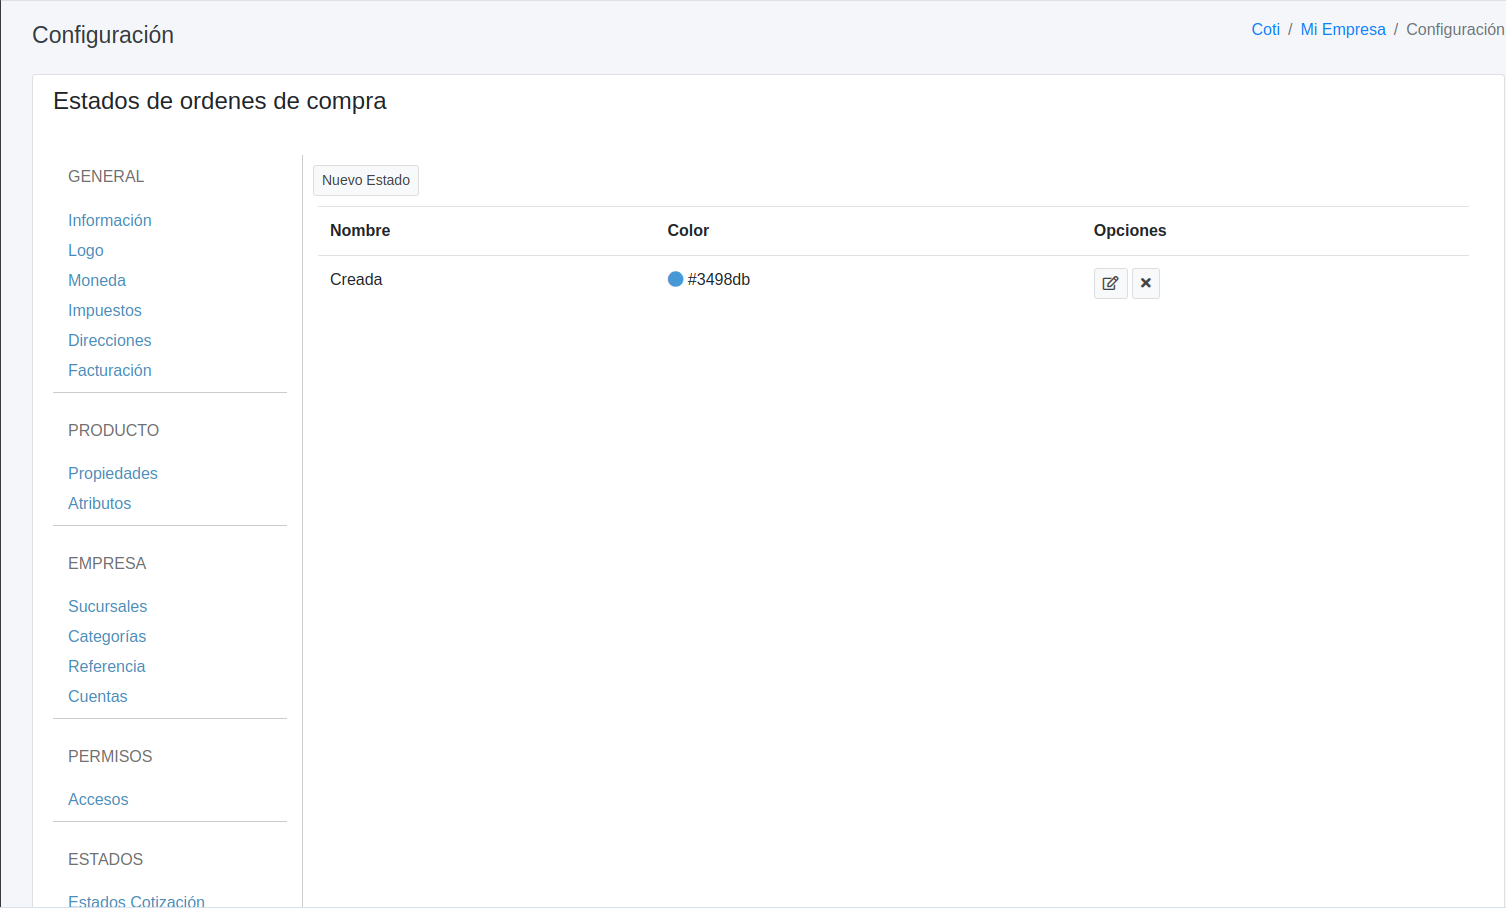 Configuración
Coti / Mi Empresa / Configuración
Estados de ordenes de compra
GENERAL
Información
Logo
Moneda
Impuestos
Direcciones
Facturación
PRODUCTO
Propiedades
Atributos
EMPRESA
Sucursales
Categorías
Referencia
Cuentas
PERMISOS
Accesos
ESTADOS
Estados Cotización
Nuevo Estado
Nombre Color Opciones
Creada #3498db